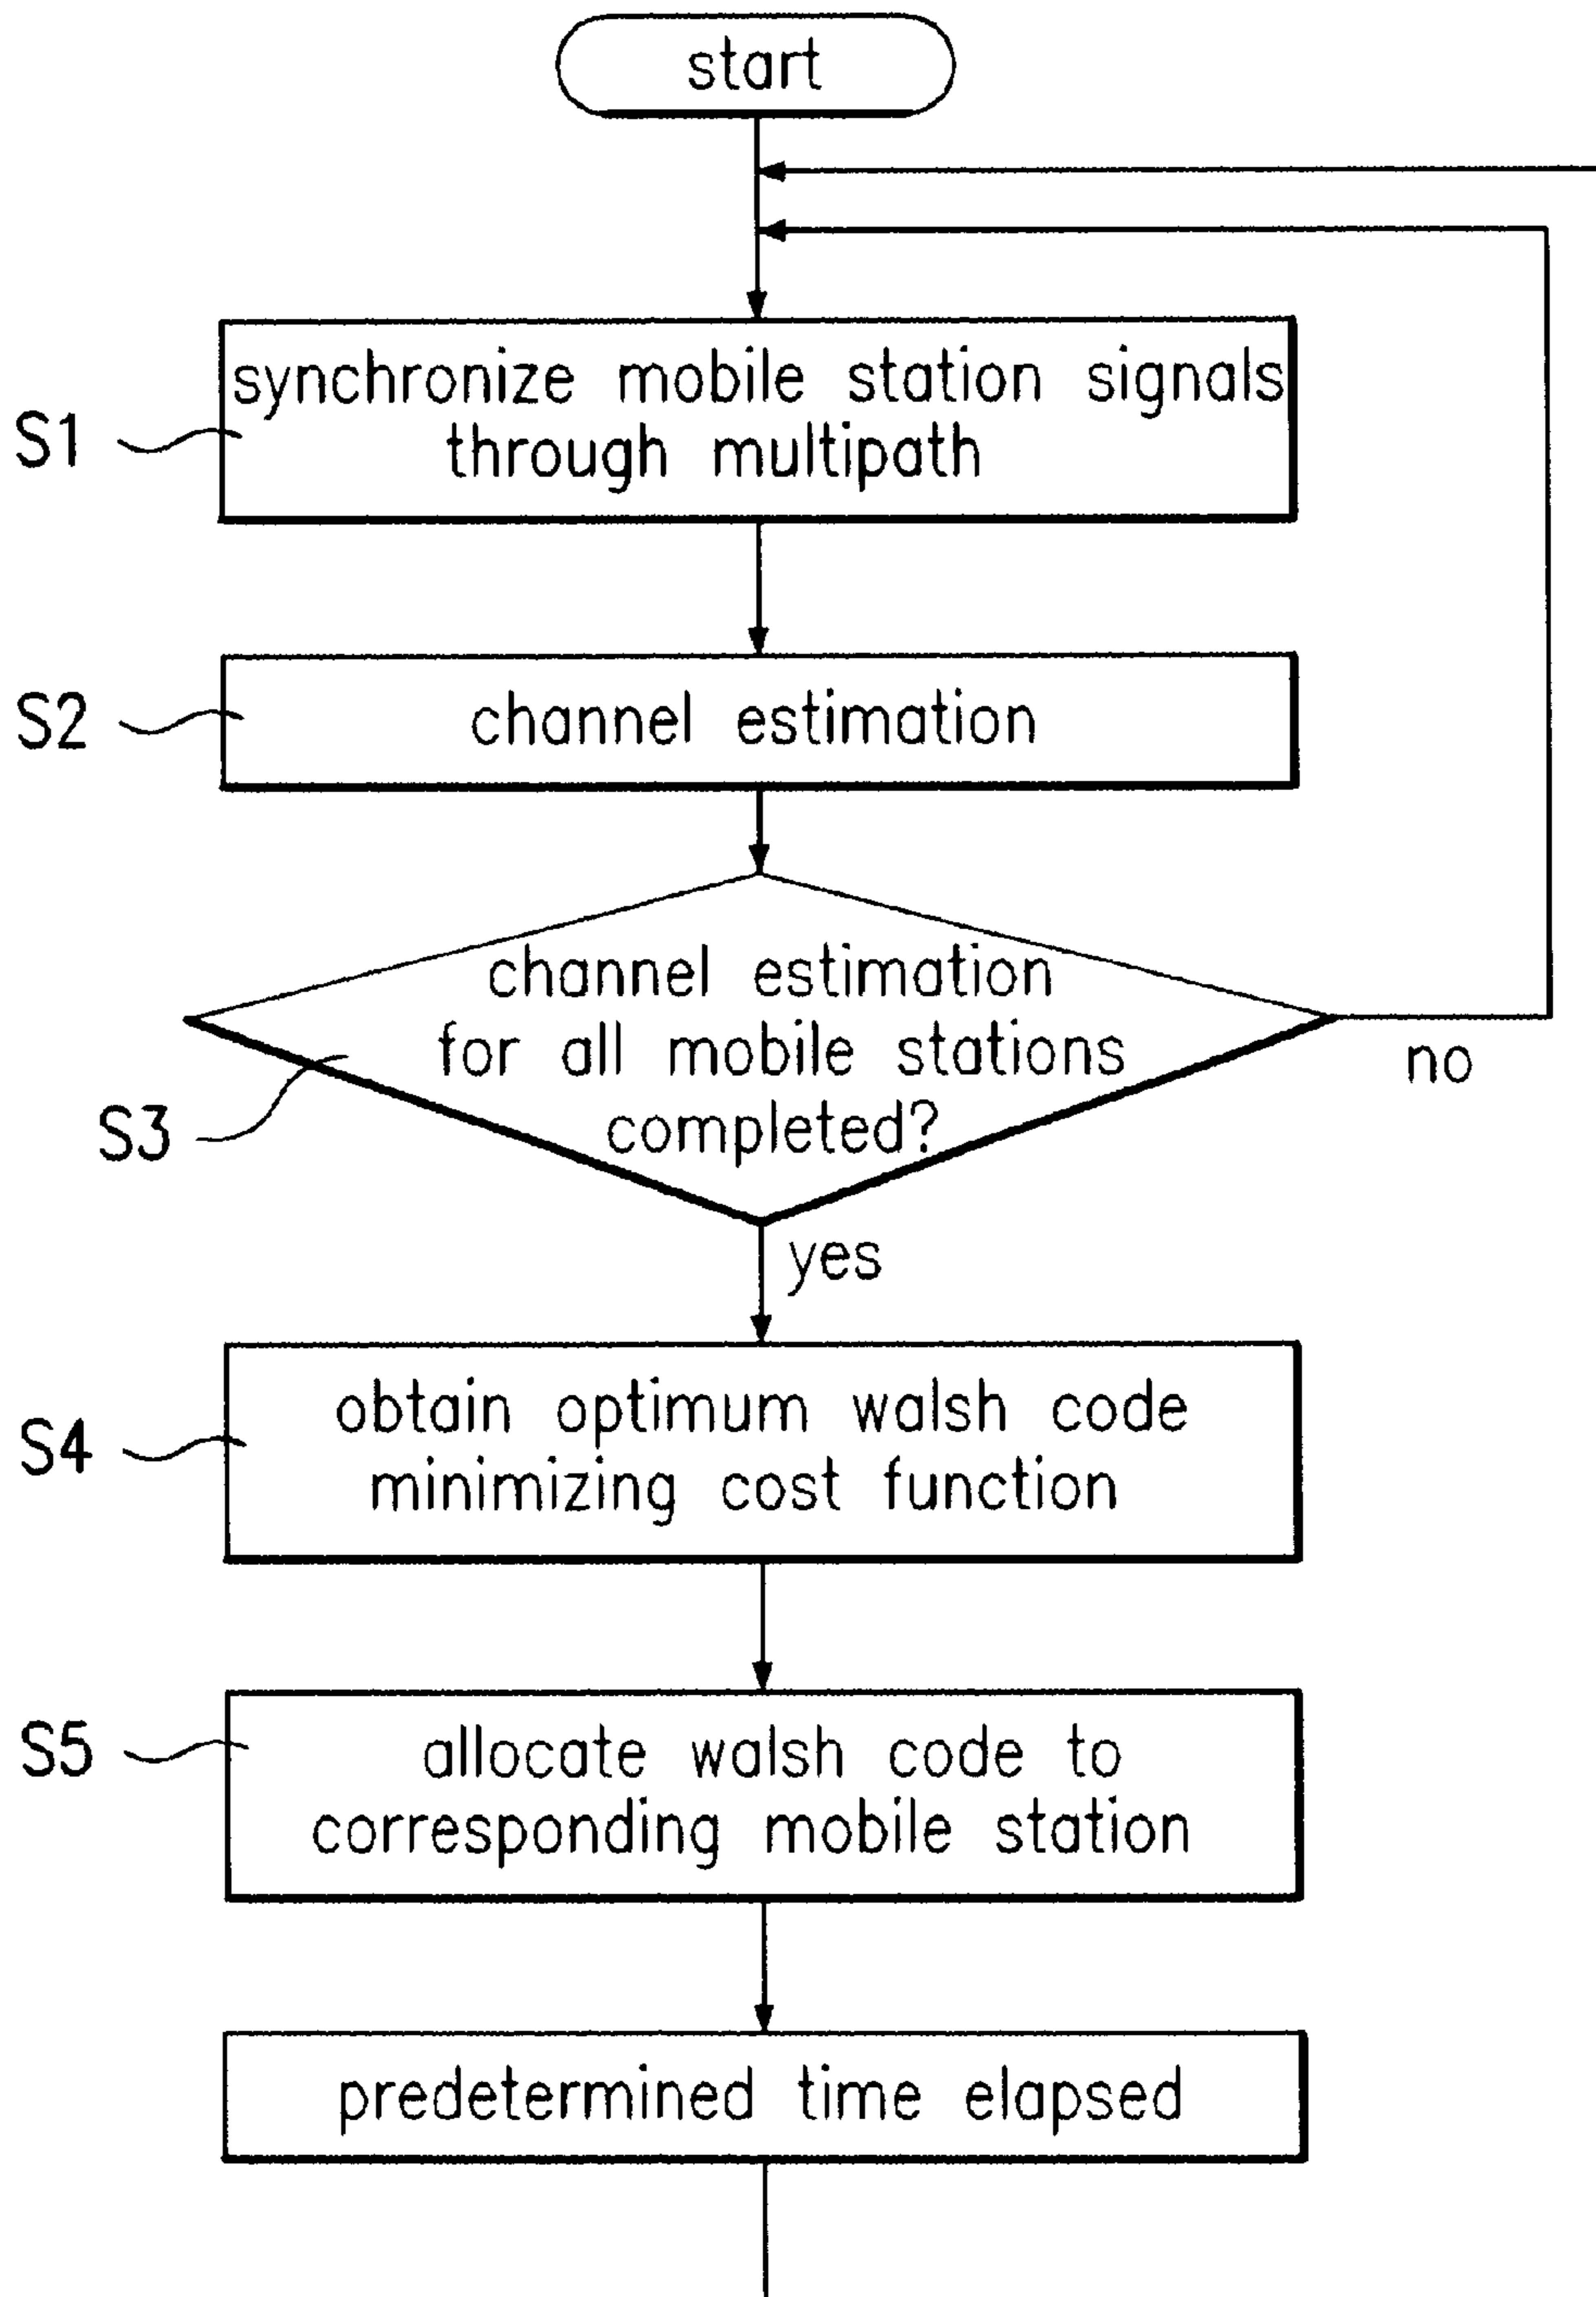 start
S1
synchronize mobile station signals
through multipath
S2
channel estimation
S3
channel estimation
for all mobile stations
completed?
no
yes
S4
obtain optimum walsh code
minimizing cost function
S5
allocate walsh code to
corresponding mobile station
predetermined time elapsed